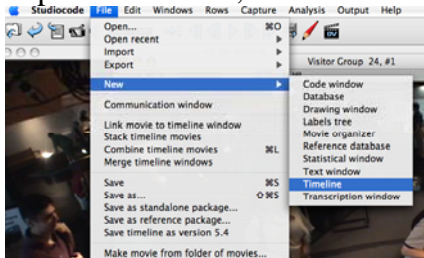 Studiocode File Edit Windows Rows Capture Analysis Output Help
Open... ⌘O
Open recent
Import
Export
New
Communication window
Link movie to timeline window
Stack timeline movies
Combine timeline movies ⌘L
Merge timeline windows
Save ⌘S
Save as... ⇧⌘S
Save as standalone package...
Save as reference package...
Save timeline as version 5.4
Make movie from folder of movies...
Visitor Group 24, #1
Code window
Database
Drawing window
Labels tree
Movie organizer
Reference database
Statistical window
Text window
Timeline
Transcription window